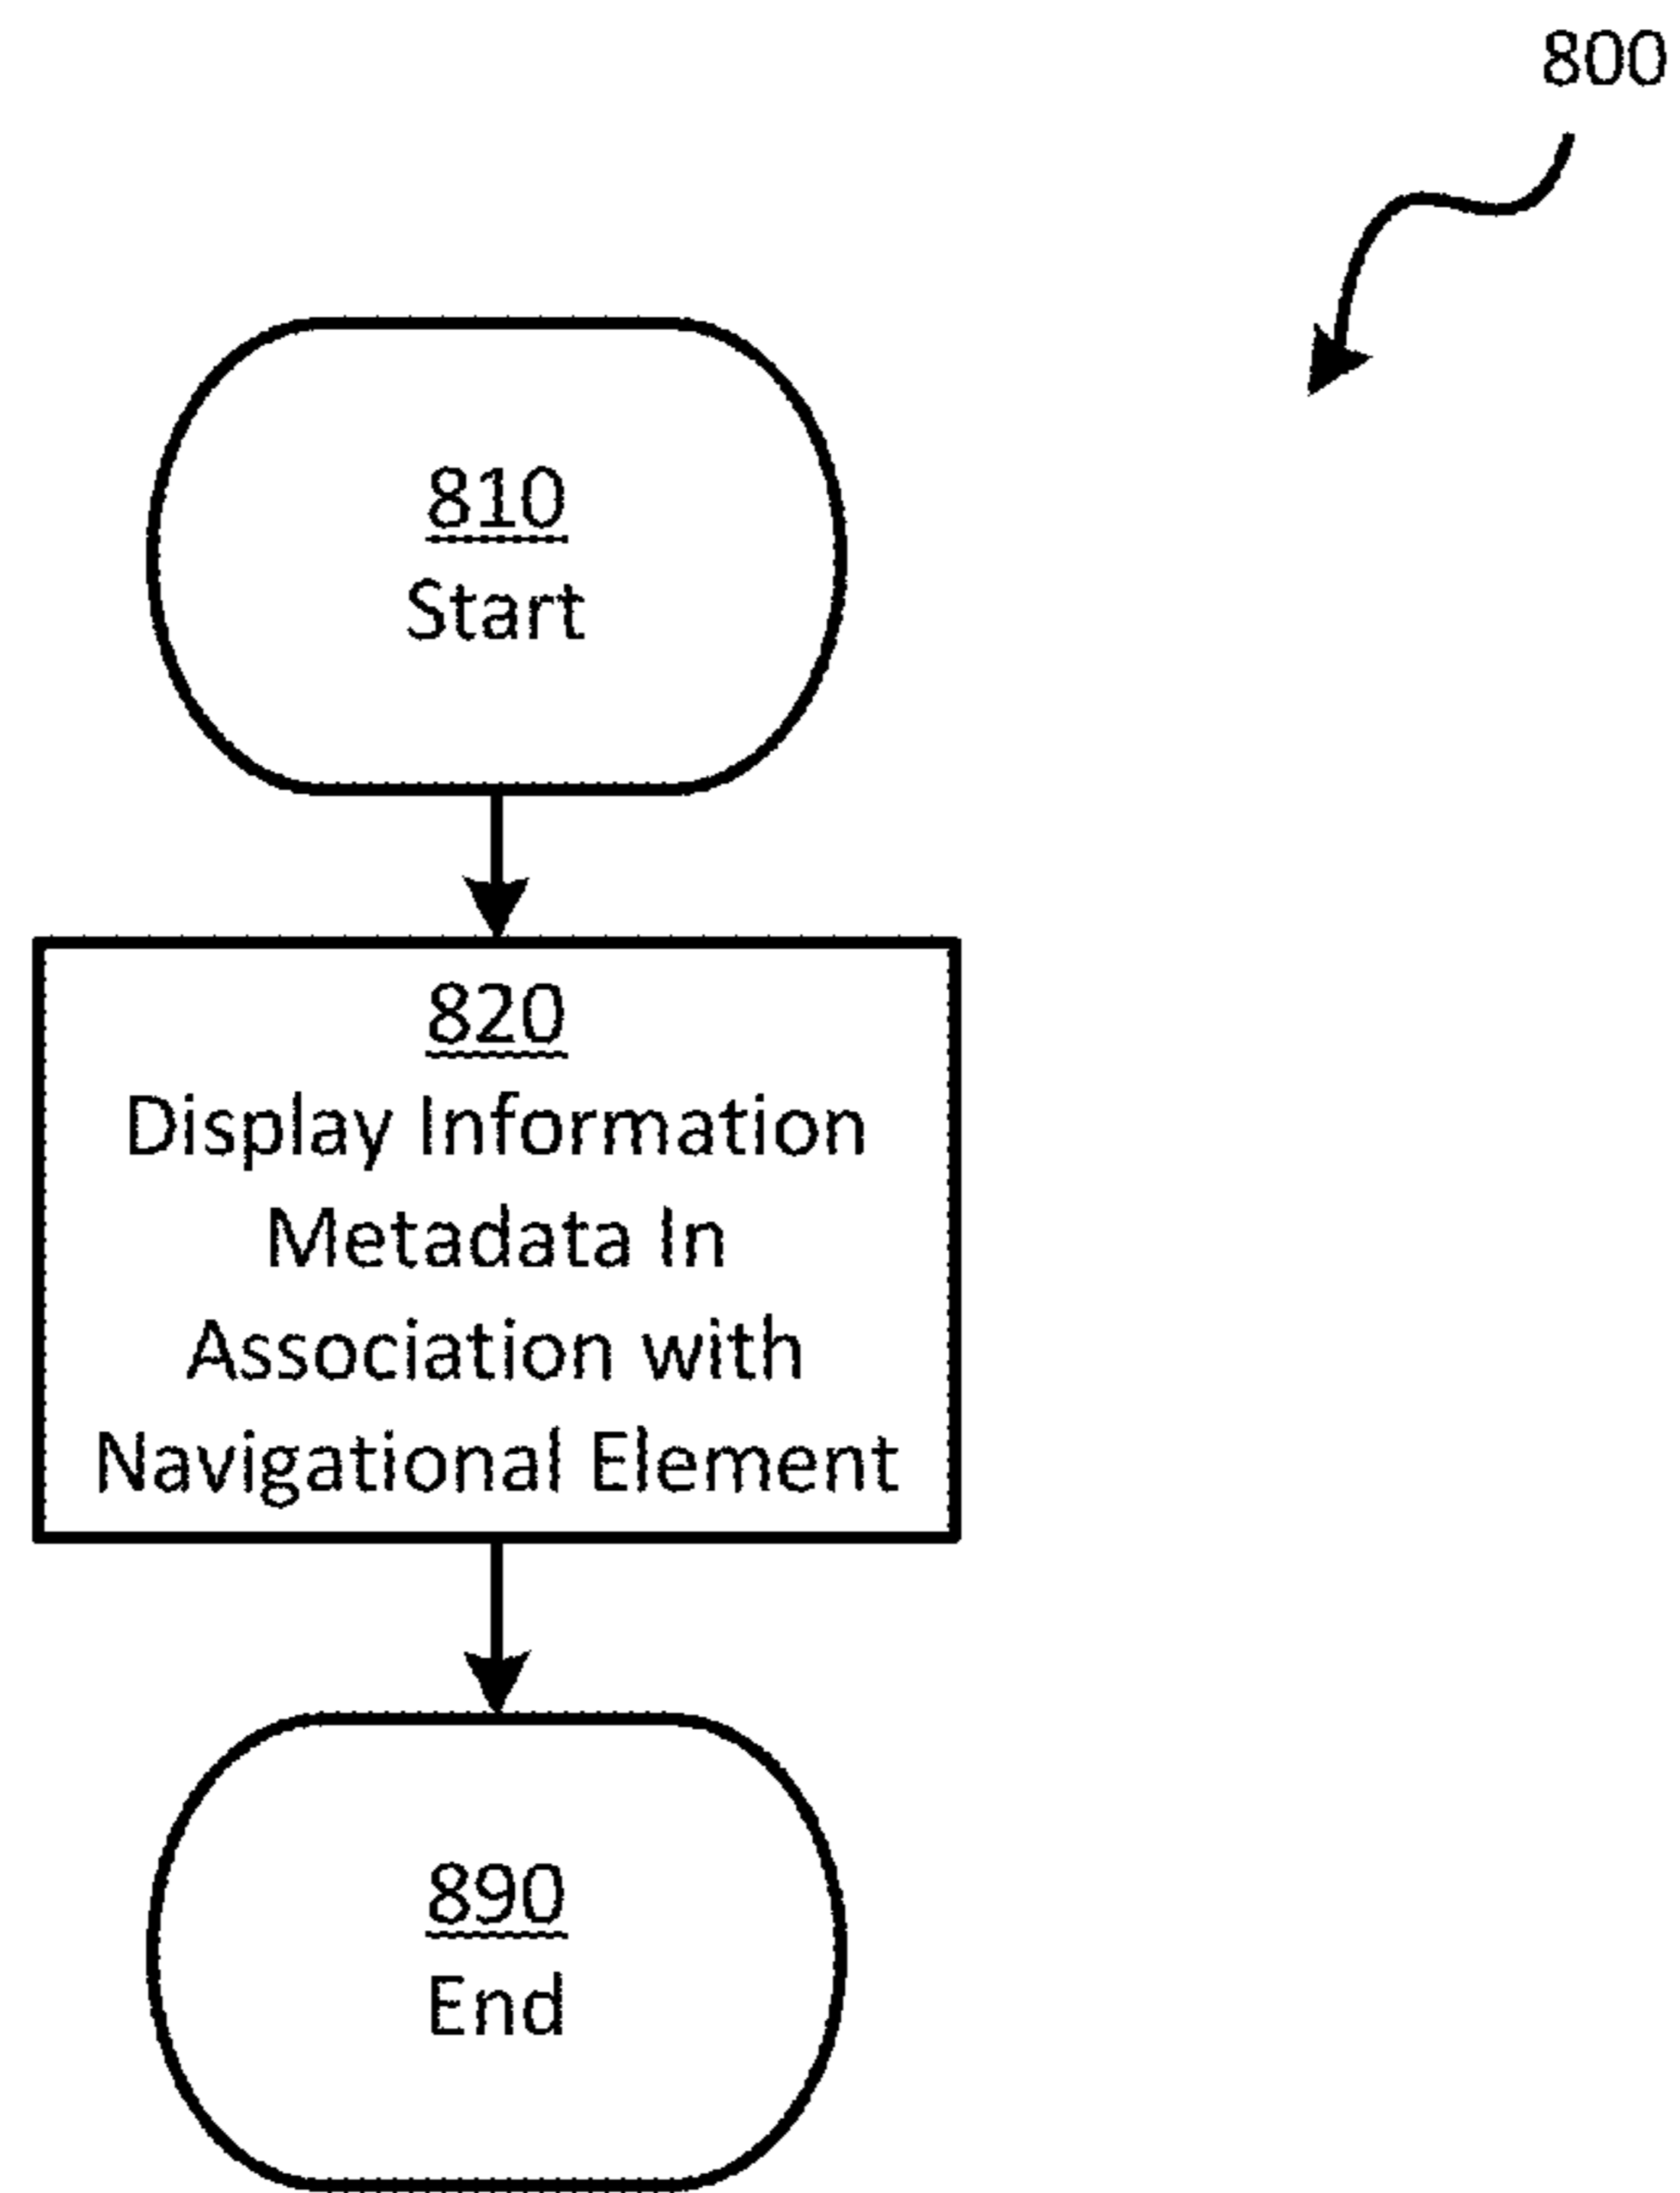 800
810
Start
820
Display Information
Metadata In
Association with
Navigational Element
890
End